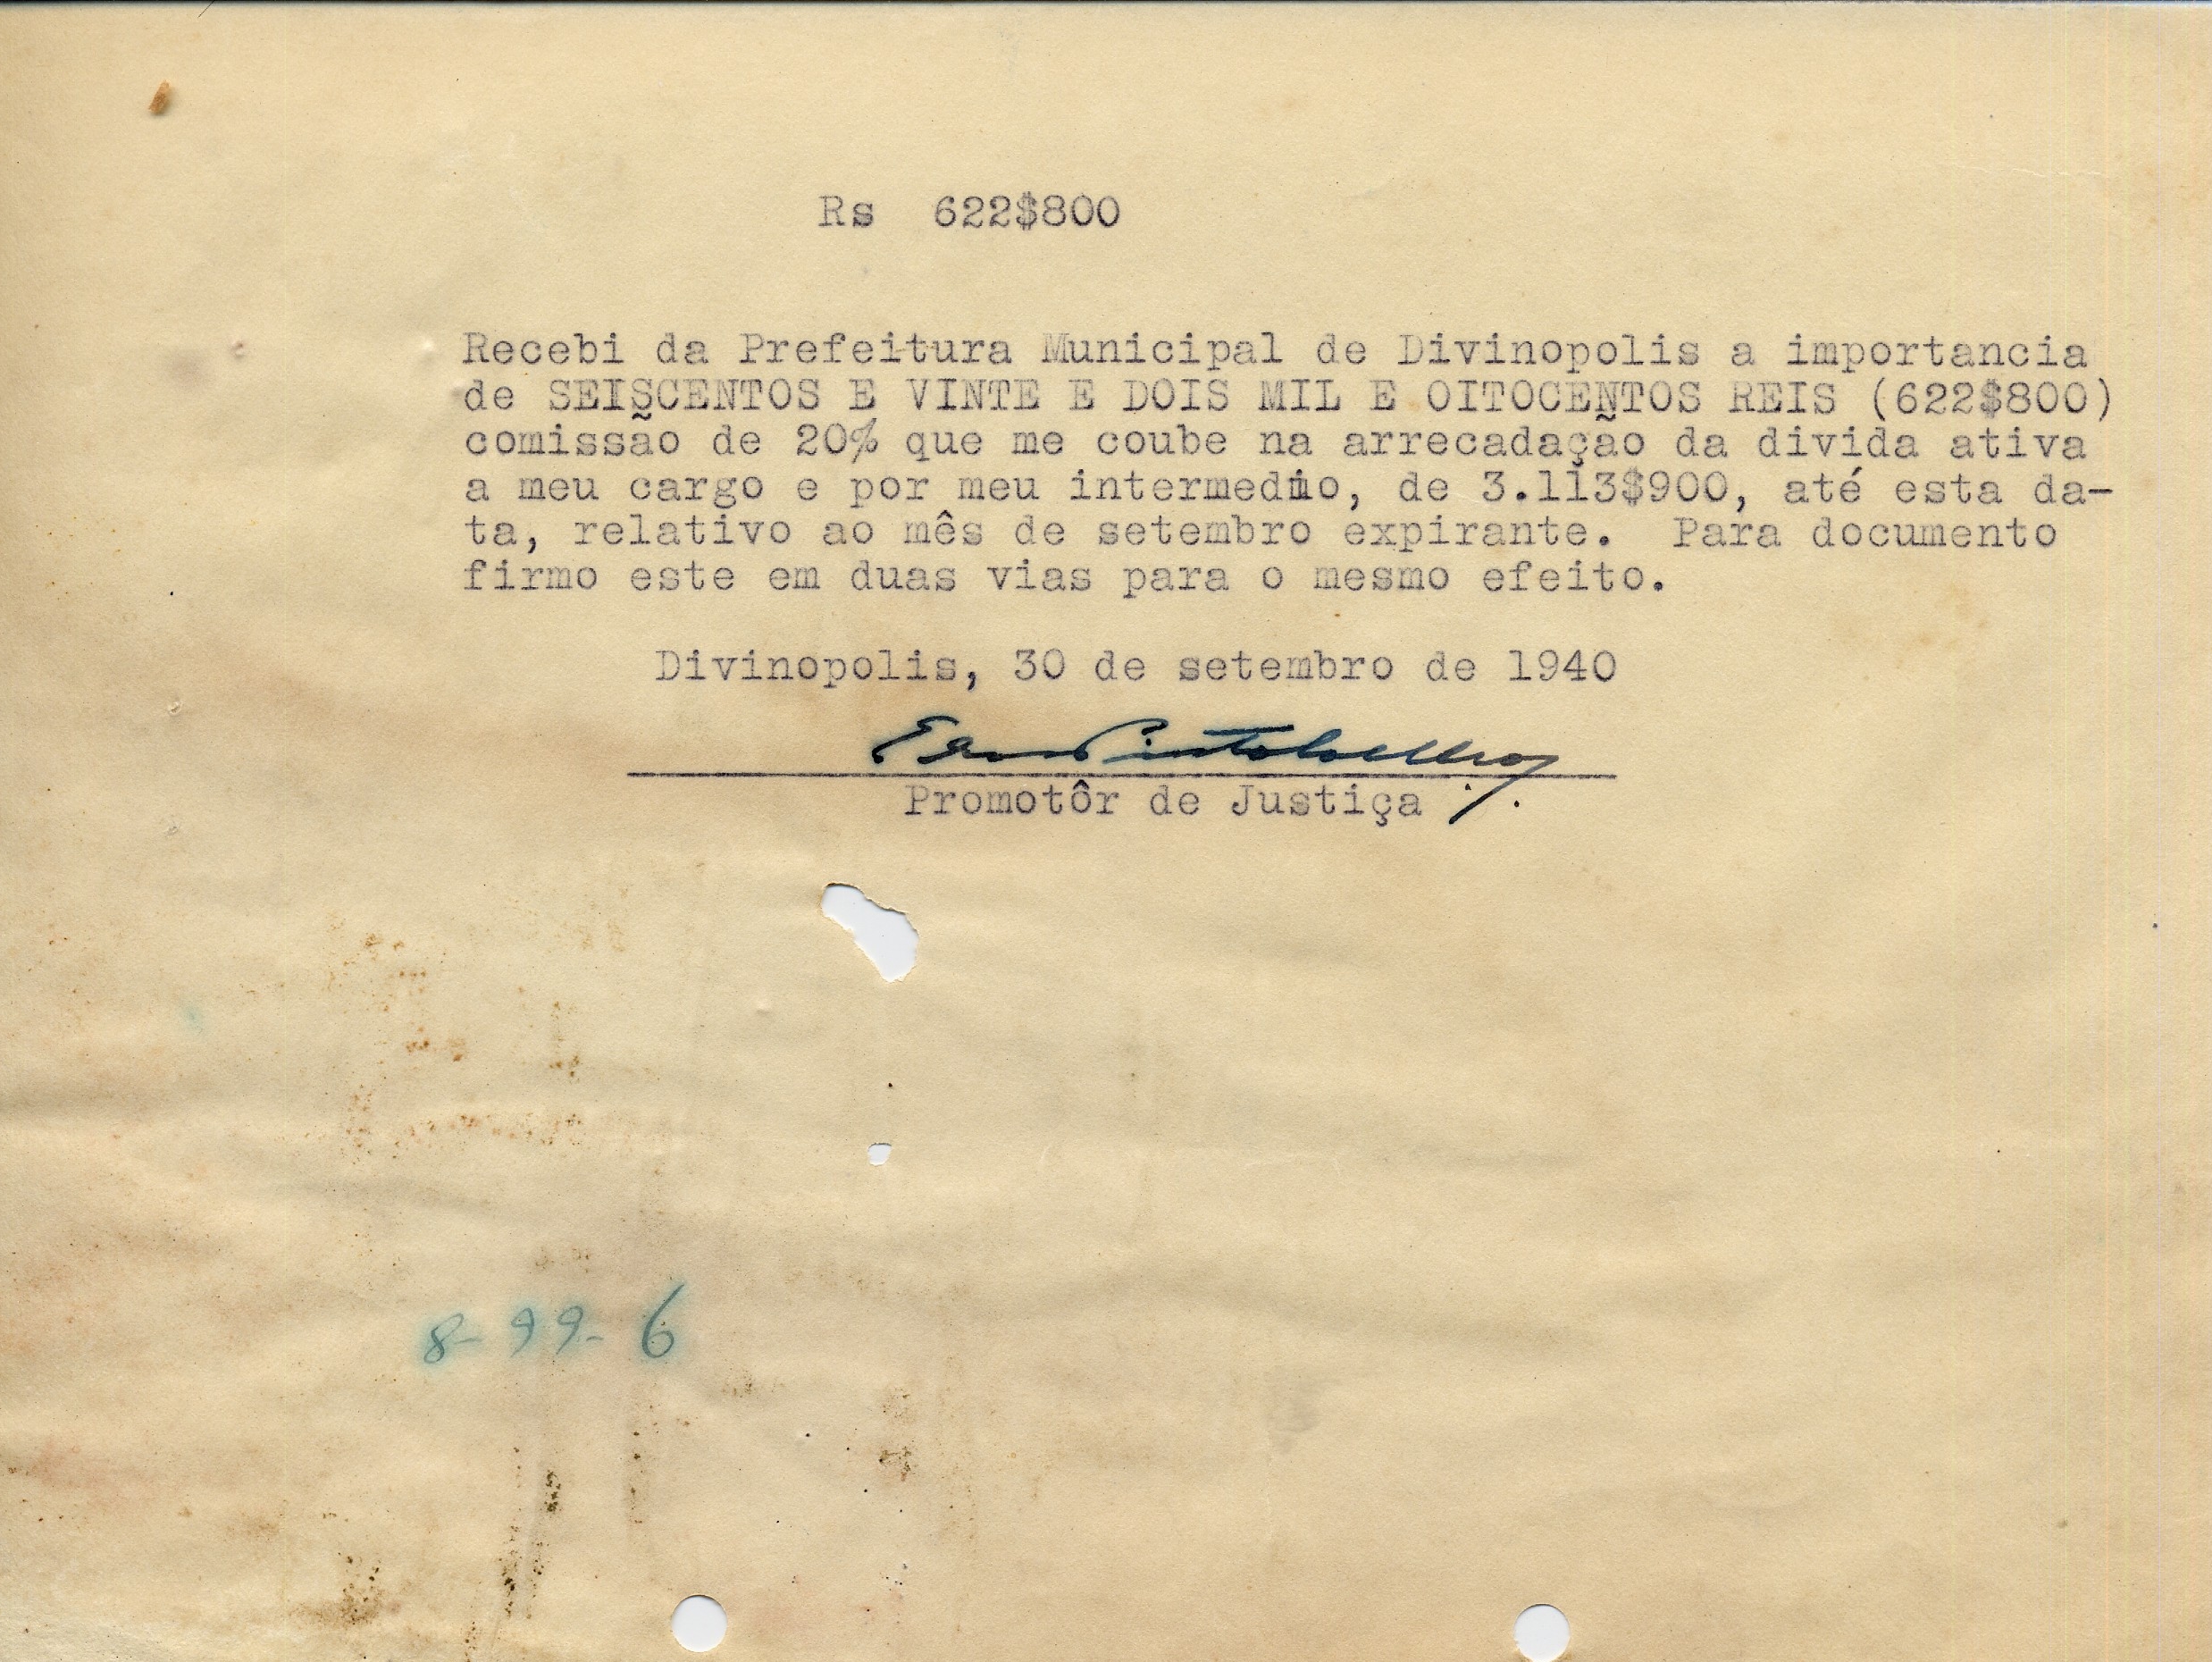 Rs 622$800
Recebi da Prefeitura Municipal de Divinopolis a importancia
de SEISCENTOS E VINTE E DOIS MIL E OITOCENTOS REIS (622$800)
comissão de 20% que me coube na arrecadação da divida ativa
a meu cargo e por meu intermedio, de 3.113$900, até esta da-
ta, relativo ao mês de setembro expirante. Para documento
firmo este em duas vias para o mesmo efeito.
Divinopolis, 30 de setembro de 1940
Promotôr de Justiça
8-99-6